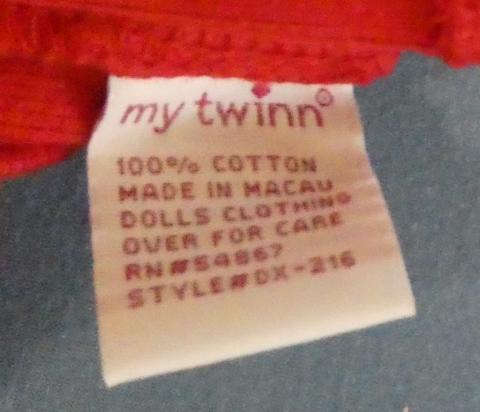 my twinn®
100% COTTON
MADE IN MACAU
DOLLS CLOTHING
OVER FOR CARE
RN#54867
STYLE#DX-216